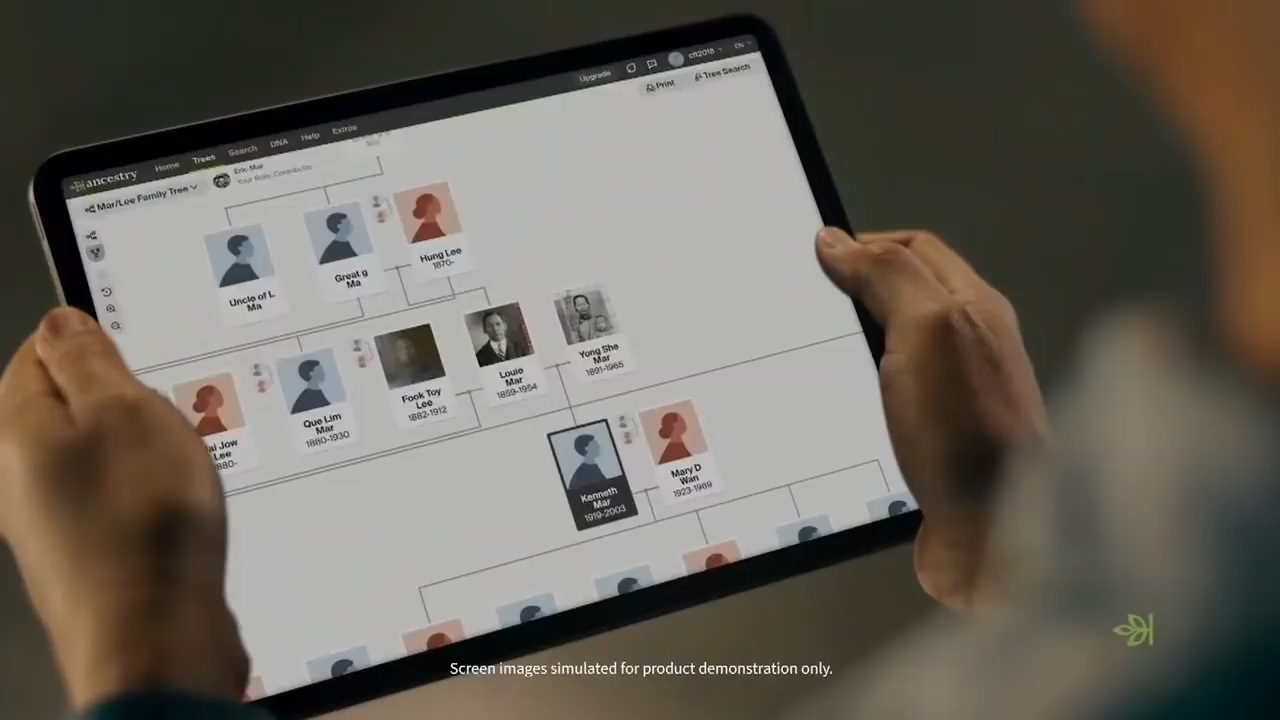 Upgrade
cft2018
EN
Print
Tree Search
ancestry
Home
Trees
Search
DNA
Help
Extras
Mar/Lee Family Tree
Eric Mar
Your Role: Contributor
Uncle of L
Ma
Great g
Ma
Hung Lee
1870-
Jow
Lee
880-
Que Lim
Mar
1880-1930
Fook Toy
Lee
1882-1912
Louie
Mar
1859-1954
Yong She
Mar
1891-1965
Kenneth
Mar
1919-2003
Mary D
Wan
1923-1989
Screen images simulated for product demonstration only.